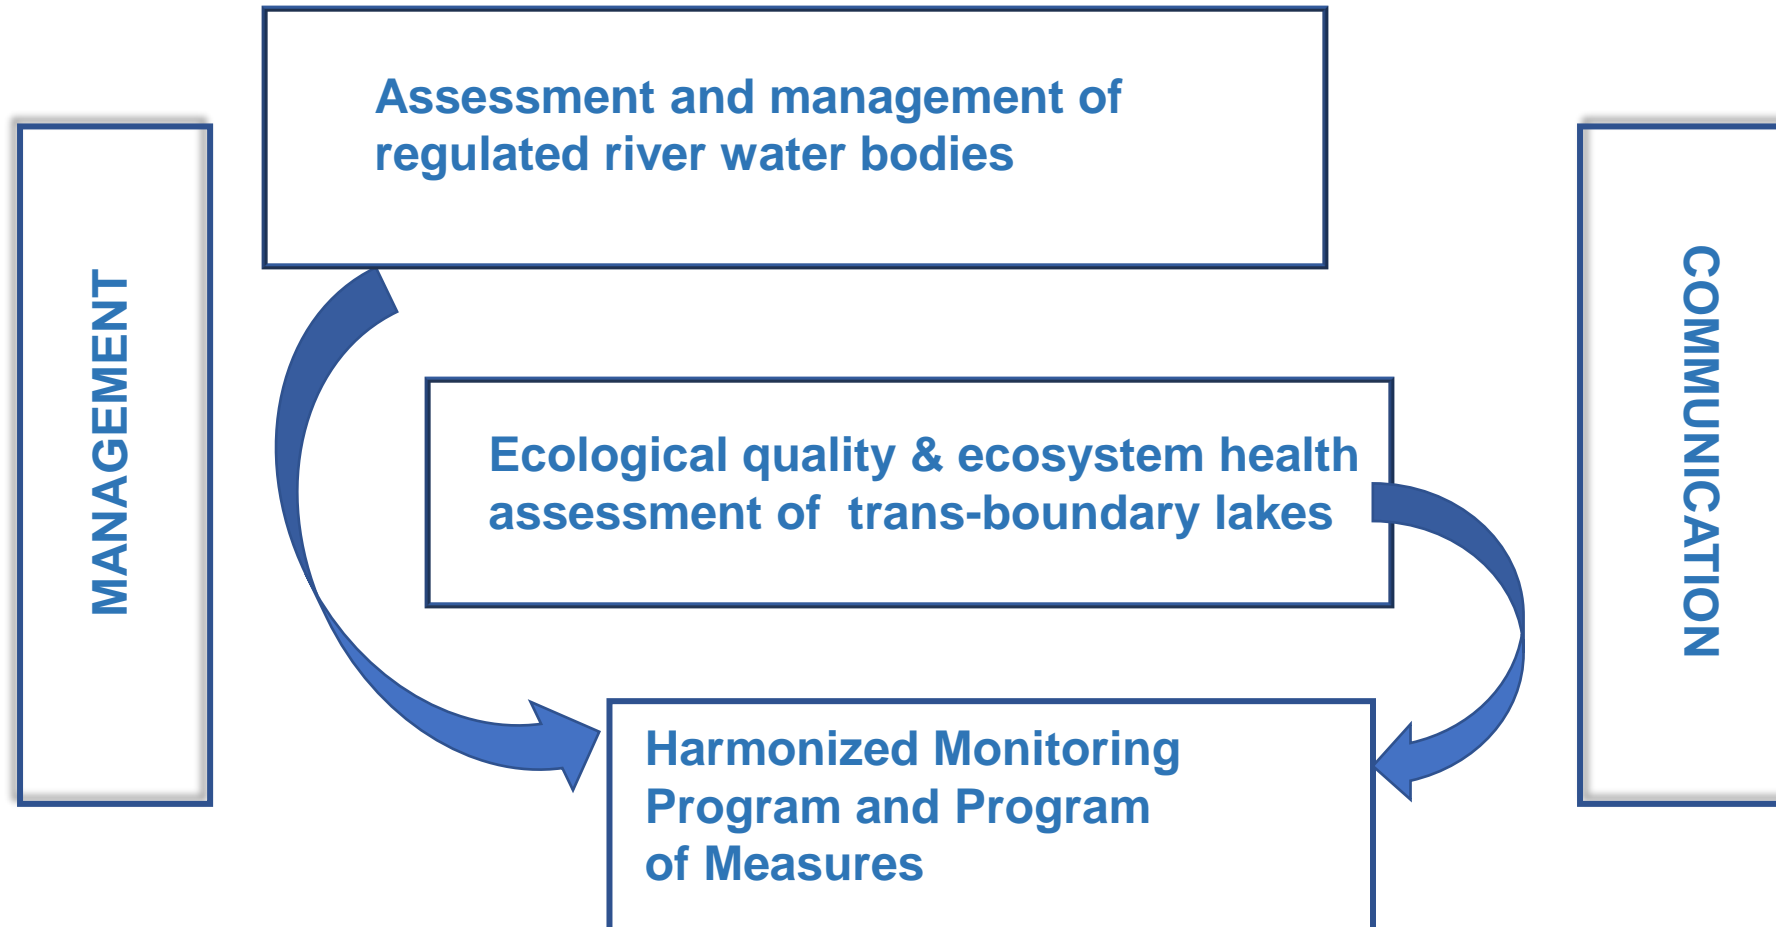 Assessment and management of
regulated river water bodies
MANAGEMENT
COMMUNICATION
Ecological quality & ecosystem health
assessment of  trans-boundary lakes
Harmonized Monitoring
Program and Program
of Measures